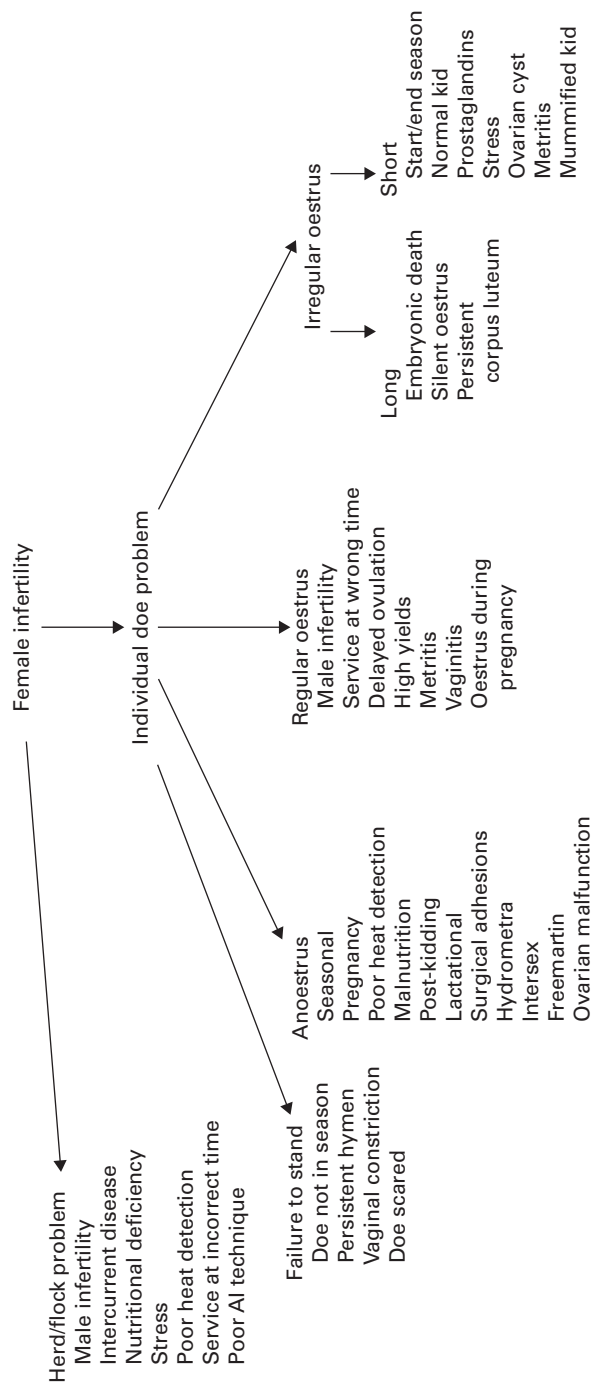 Female infertility
Herd/flock problem
Male infertility
Intercurrent disease
Nutritional deficiency
Stress
Poor heat detection
Service at incorrect time
Poor AI technique
Individual doe problem
Failure to stand
Doe not in season
Persistent hymen
Vaginal constriction
Doe scared
Anoestrus
Seasonal
Pregnancy
Poor heat detection
Malnutrition
Post-kidding
Lactational
Surgical adhesions
Hydrometra
Intersex
Freemartin
Ovarian malfunction
Regular oestrus
Male infertility
Service at wrong time
Delayed ovulation
High yields
Metritis
Vaginitis
Oestrus during
pregnancy
Irregular oestrus
Long
Embryonic death
Silent oestrus
Persistent
corpus luteum
Short
Start/end season
Normal kid
Prostaglandins
Stress
Ovarian cyst
Metritis
Mummified kid